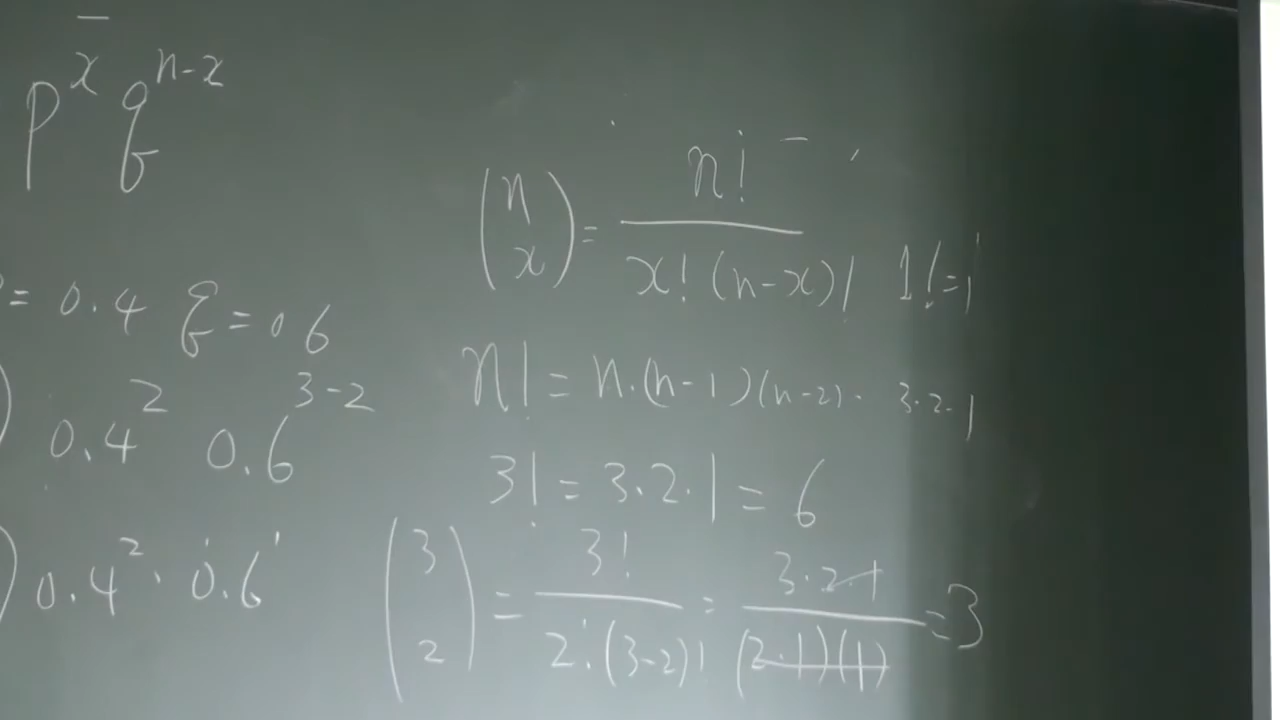 p^x q^{n-x}
= 0.4 q = 0 6
) 0.4^2 0.6^{3-2}
) 0.4^2 · 0.6^1
(n x) = n! / x! (n-x)! 1! = 1
n! = n·(n-1)(n-2)· 3·2·1
3! = 3·2·1 = 6
(3 2) = 3! / 2!(3-2)! = 3·2·1 / (2·1)(1) = 3